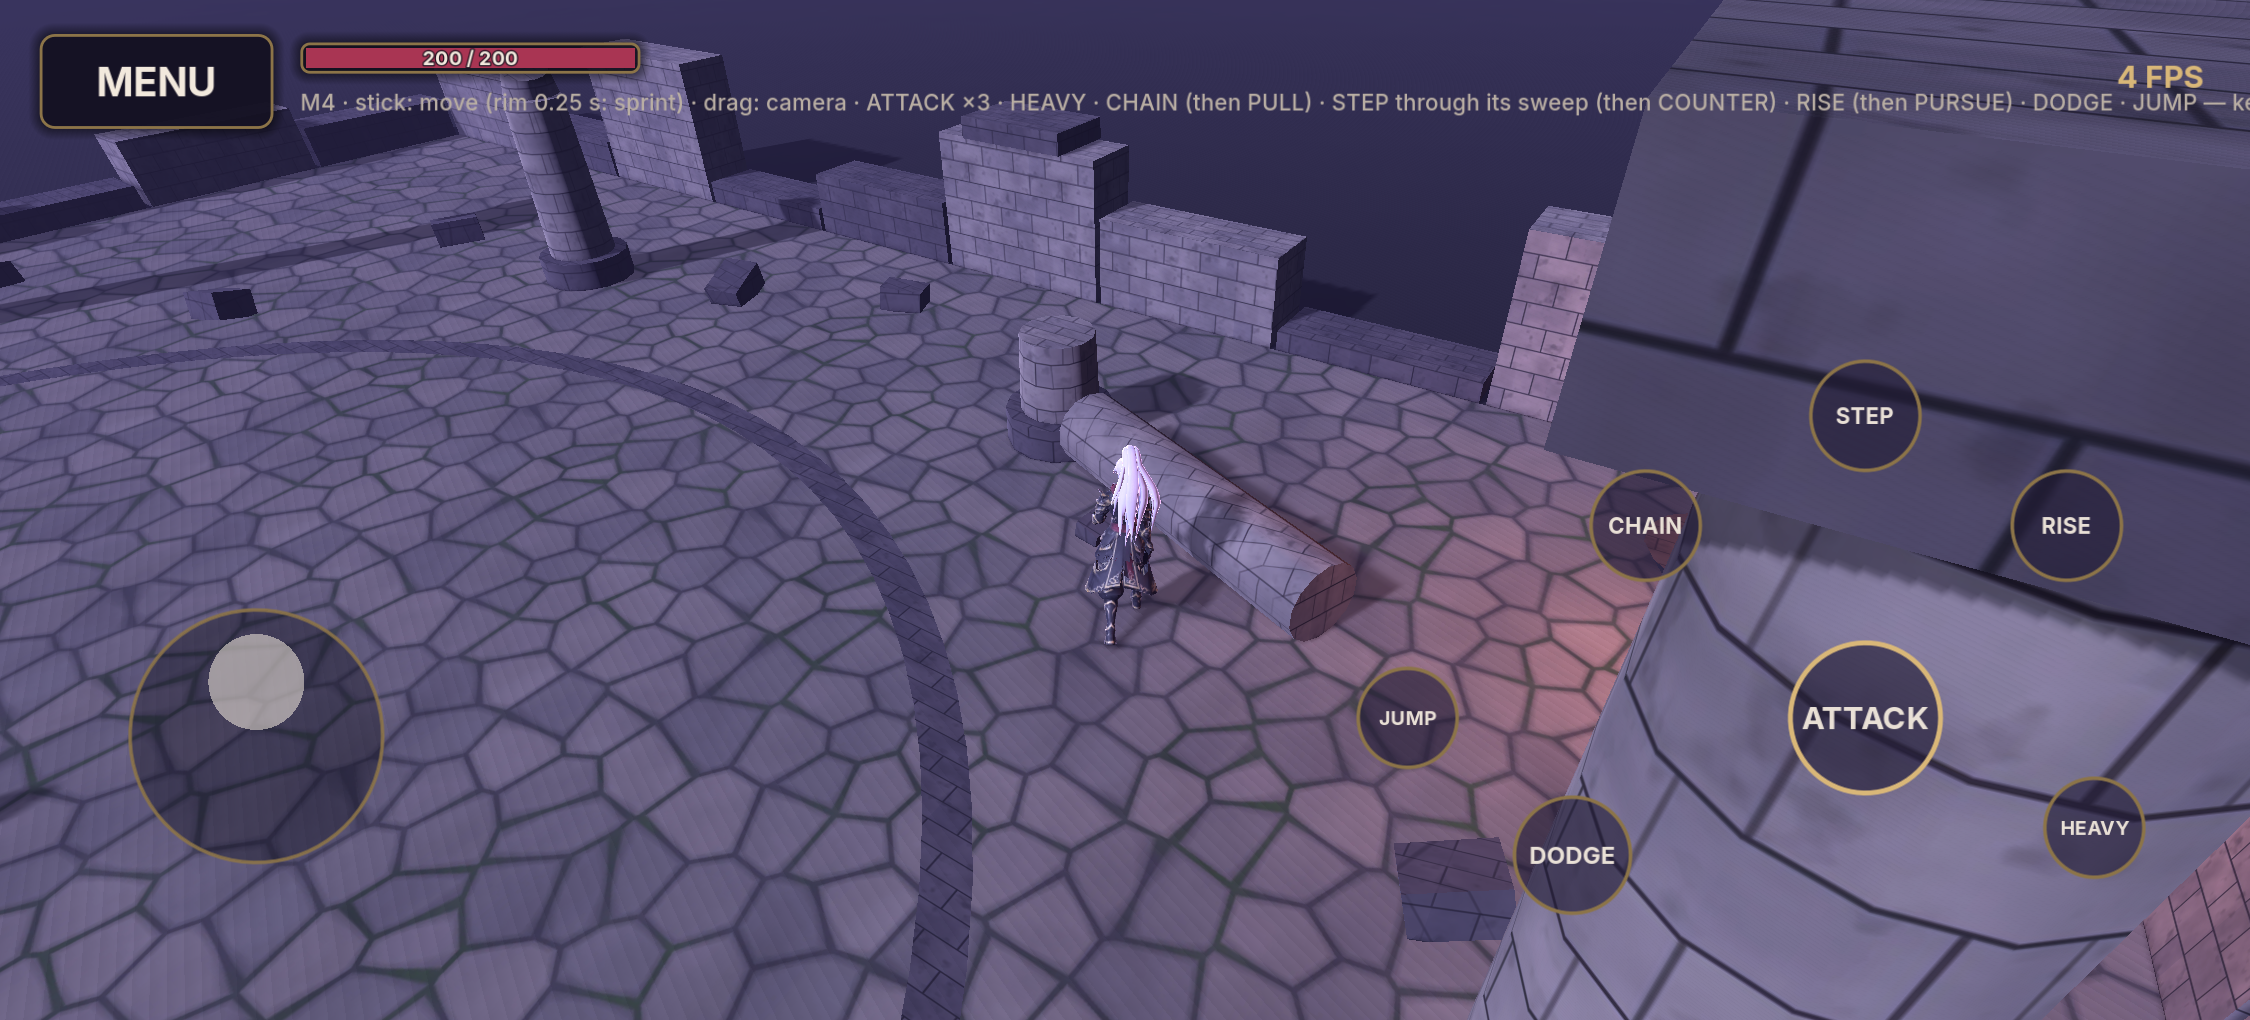 MENU
200 / 200
4 FPS
M4 · stick: move (rim 0.25 s: sprint) · drag: camera · ATTACK ×3 · HEAVY · CHAIN (then PULL) · STEP through its sweep (then COUNTER) · RISE (then PURSUE) · DODGE · JUMP —
STEP
CHAIN
RISE
JUMP
ATTACK
HEAVY
DODGE